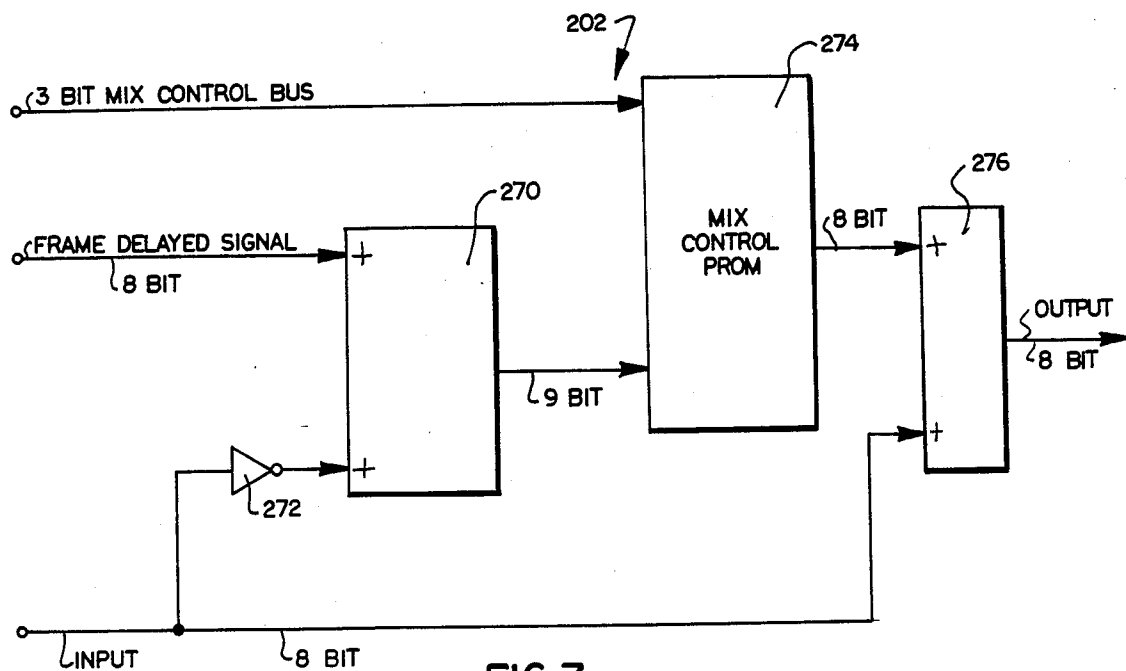 202
274
3 BIT MIX CONTROL BUS
270
276
FRAME DELAYED SIGNAL
8 BIT
+
MIX
CONTROL
PROM
8 BIT
+
OUTPUT
8 BIT
9 BIT
+
+
272
INPUT
8 BIT
FIG.7